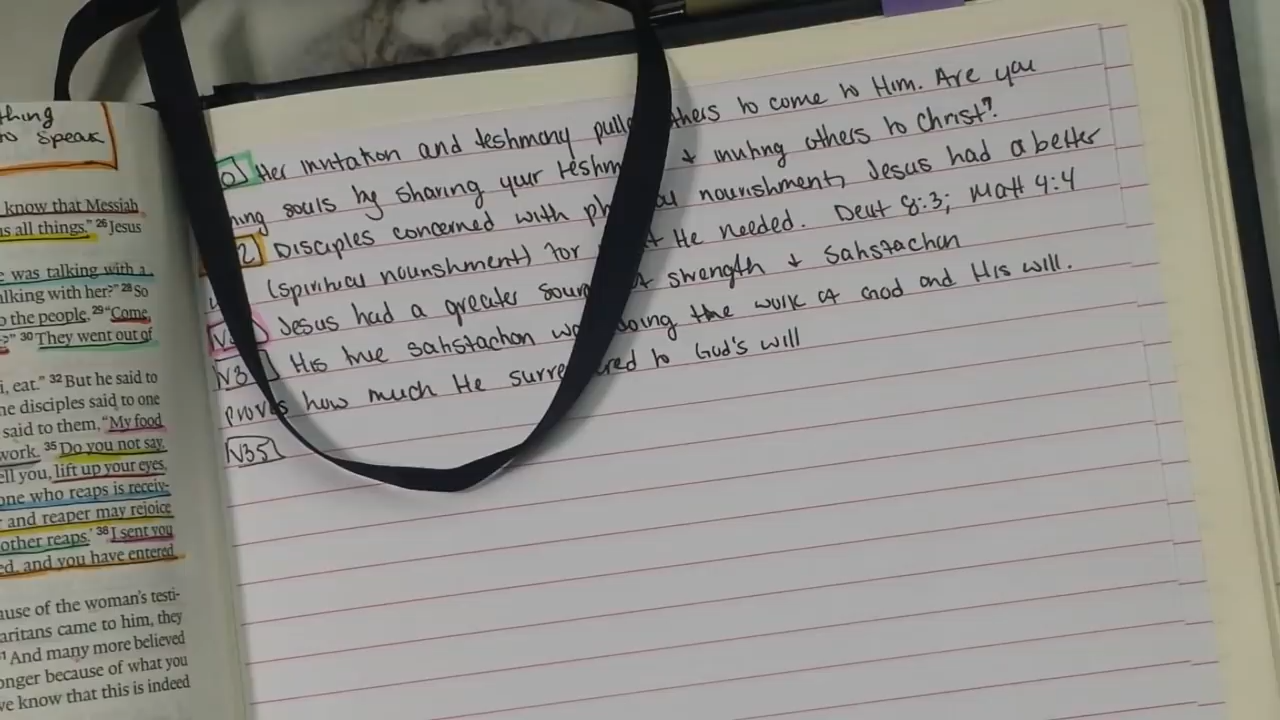 thing
to speak
know that Messiah
us all things." 26 Jesus
e was talking with a
lking with her?" 28 So
o the people, 29 "Come,
?" 30 They went out of
i, eat." 32 But he said to
he disciples said to one
said to them, "My food
work. 35 Do you not say,
ell you, lift up your eyes,
one who reaps is receiv-
and reaper may rejoice
other reaps.' 38 I sent you
ed, and you have entered
ause of the woman's testi-
aritans came to him, they
And many more believed
onger because of what you
ve know that this is indeed
Her invitation and testimony pull others to come to Him. Are you
souls by sharing your testim + inviting others to Christ?
2 Disciples concerned with nourishment, Jesus had a better
(spiritual nourishment) for He needed. Deut 8:3; Matt 4:4
Jesus had a greater sour strength + satisfaction
V3 His true satisfaction doing the work of God and His will.
proves how much He surre red to God's will
V35